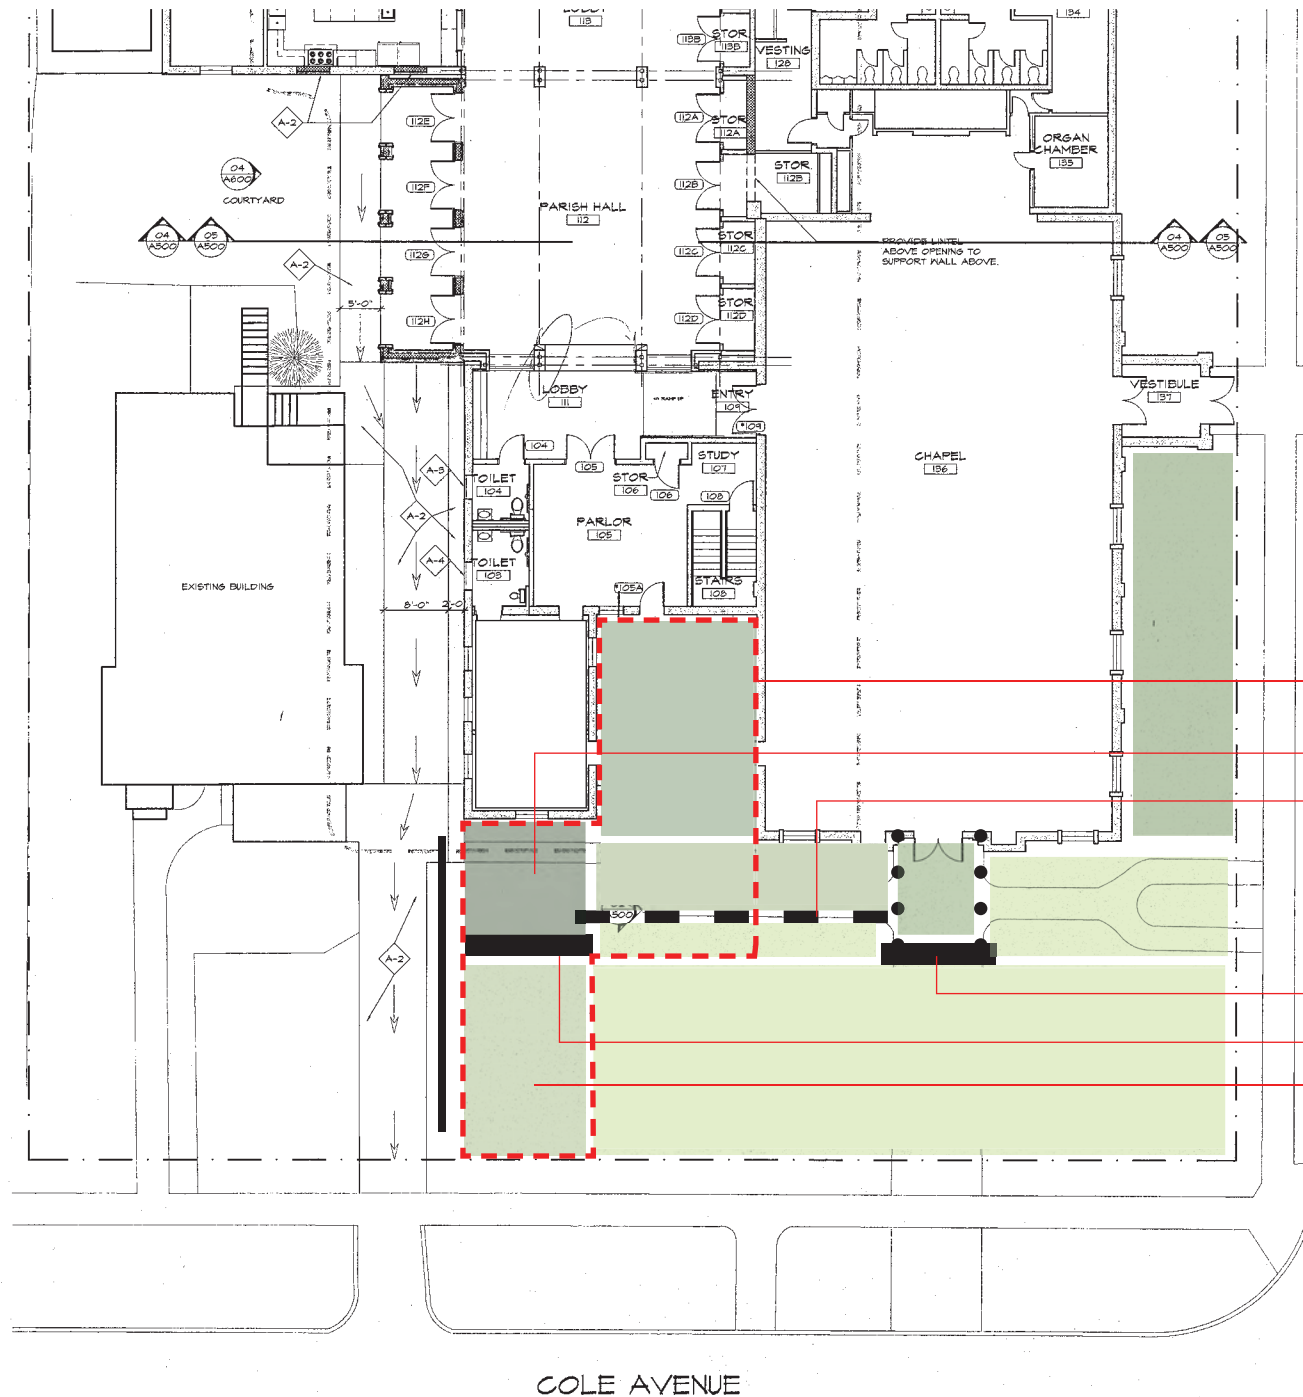 LOBBY
113
134
STOR
113B
113B
VESTING
128
A-2
112E
112A
STOR
112A
ORGAN
CHAMBER
135
STOR.
112B
04
A600
COURTYARD
112F
112B
PARISH HALL
112
04
A500
05
A500
112G
112C
STOR
112C
PROVIDE LINTEL
ABOVE OPENING TO
SUPPORT WALL ABOVE.
04
A500
05
A500
A-2
5'-0"
112H
112D
STOR
112D
LOBBY
111
ENTRY
109
109
VESTIBULE
137
104
105
STUDY
107
CHAPEL
136
A-3
TOILET
104
STOR
106
106
108
A-2
PARLOR
105
A-4
TOILET
103
105A
STAIRS
108
EXISTING BUILDING
8'-0"
2'-0"
A500
A-2
COLE AVENUE